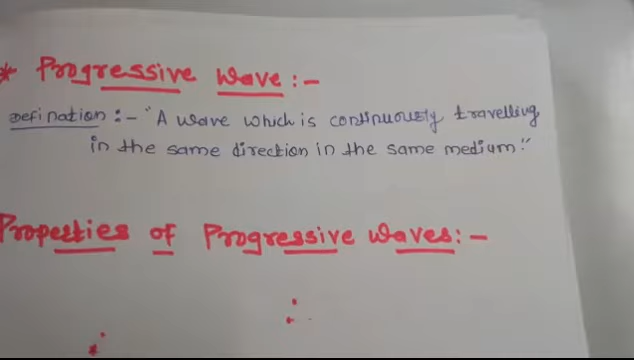 * Progressive wave :-
Defination :- "A wave which is continuously travelling
in the same direction in the same medium."
Properties of Progressive waves :-